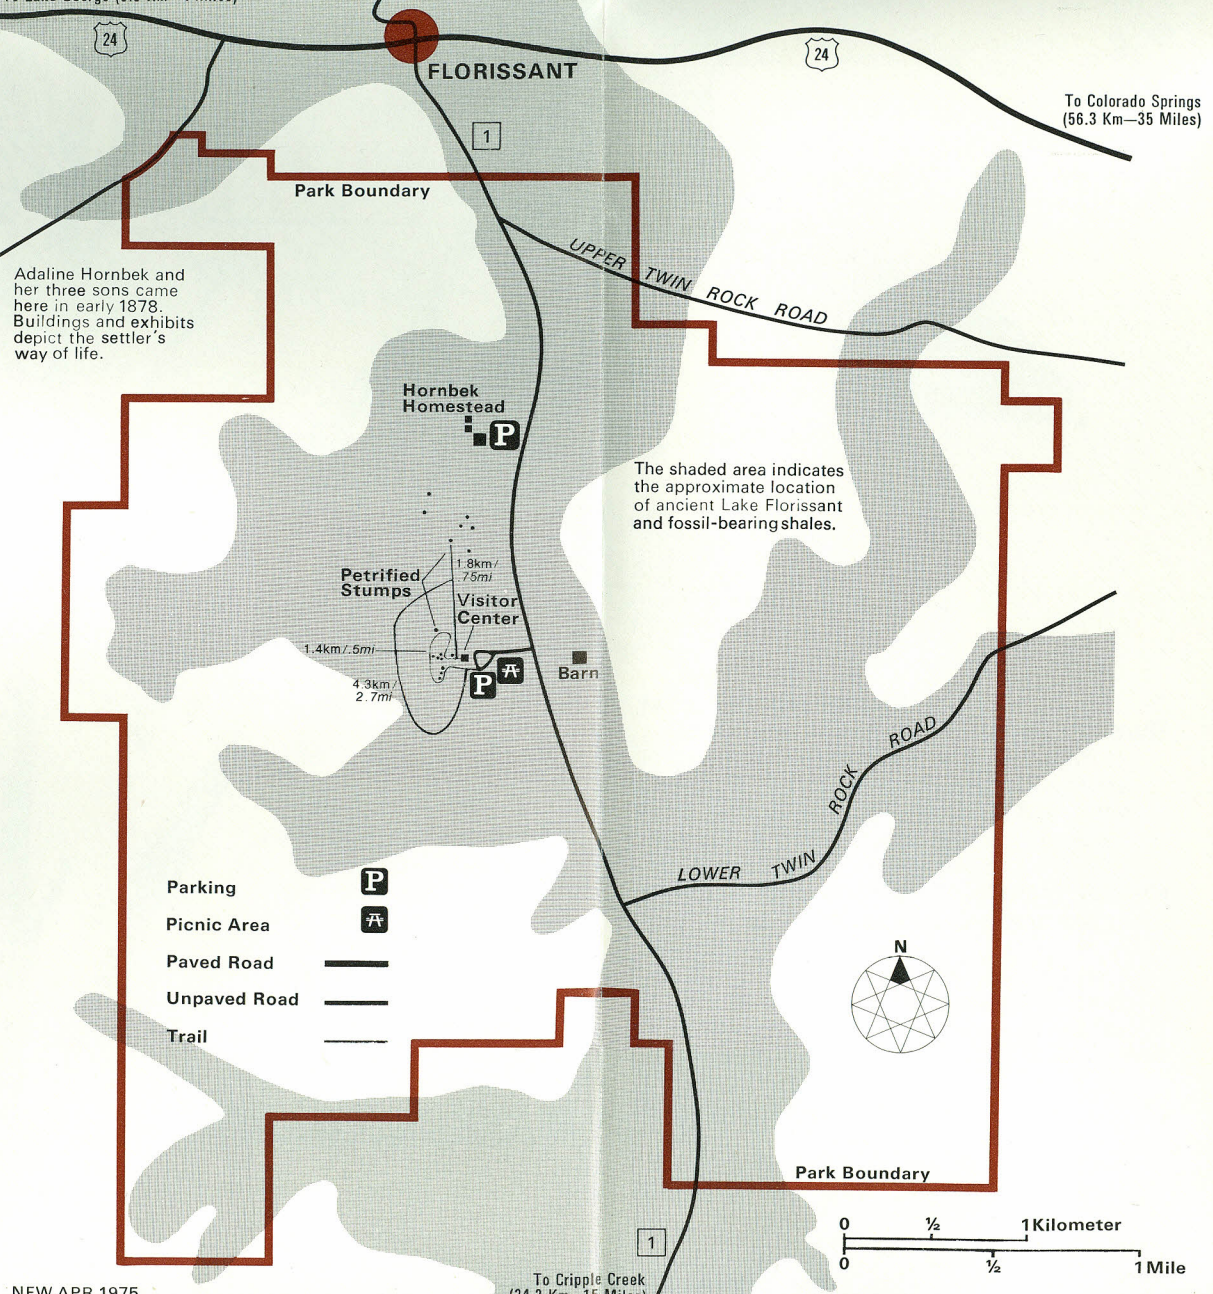 24
FLORISSANT
24
To Colorado Springs
(56.3 Km—35 Miles)
1
Park Boundary
UPPER TWIN ROCK ROAD
Adaline Hornbek and
her three sons came
here in early 1878.
Buildings and exhibits
depict the settler's
way of life.
Hornbek
Homestead
P
The shaded area indicates
the approximate location
of ancient Lake Florissant
and fossil-bearing shales.
1.8km/
.75mi
Petrified
Stumps
Visitor
Center
1.4km/.5mi
4.3km/
2.7mi
P
Barn
LOWER TWIN ROCK ROAD
Parking P
Picnic Area
Paved Road
Unpaved Road
Trail
N
Park Boundary
1
0 ½ 1 Kilometer
0 ½ 1 Mile
To Cripple Creek
NEW APR 1975